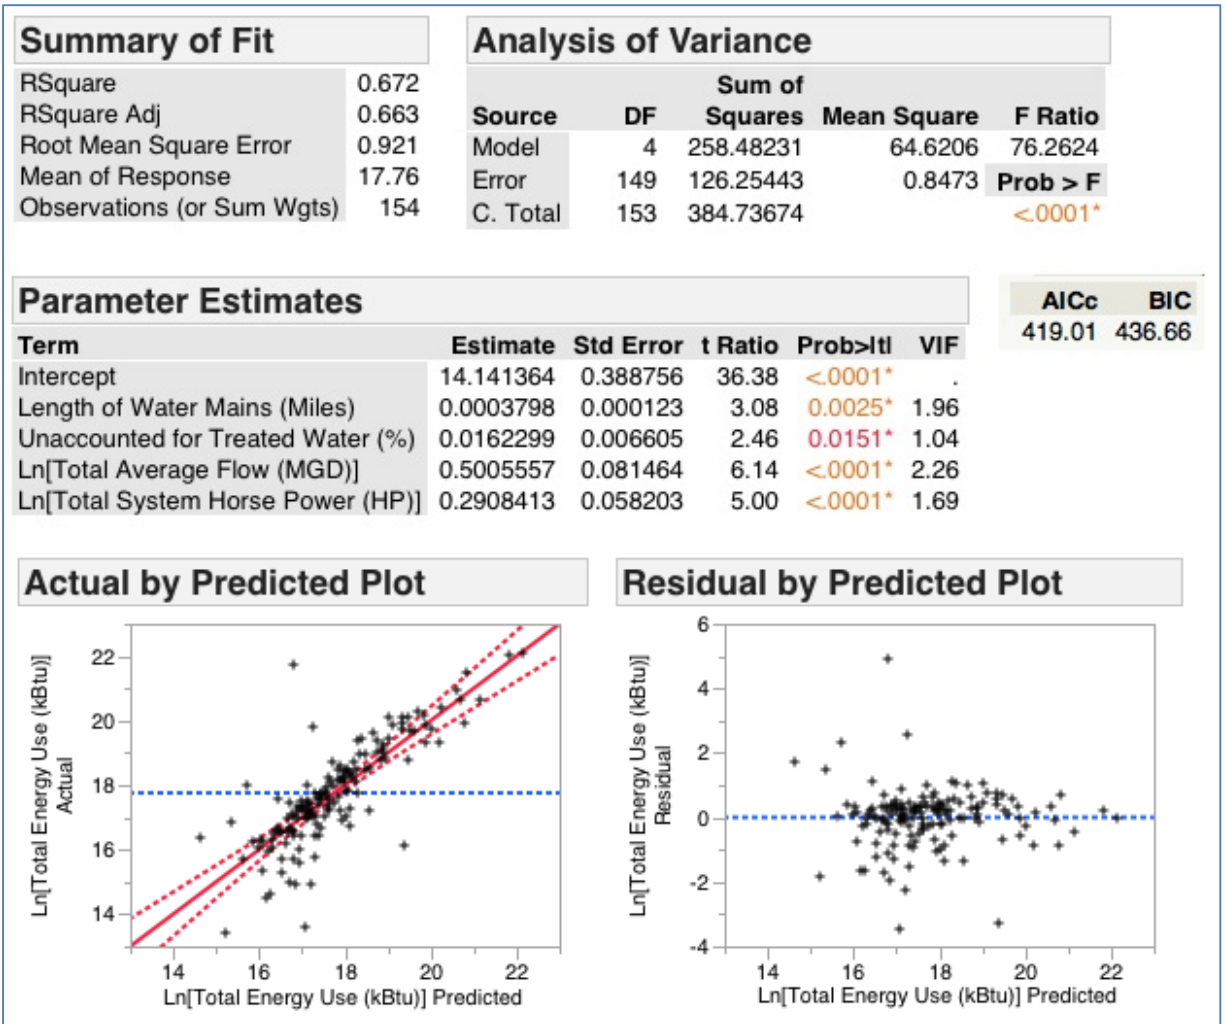 Summary of Fit
RSquare 0.672
RSquare Adj 0.663
Root Mean Square Error 0.921
Mean of Response 17.76
Observations (or Sum Wgts) 154
Analysis of Variance
Sum of
Source DF Squares Mean Square F Ratio
Model 4 258.48231 64.6206 76.2624
Error 149 126.25443 0.8473 Prob > F
C. Total 153 384.73674 <.0001*
Parameter Estimates
Term Estimate Std Error t Ratio Prob>|t| VIF
Intercept 14.141364 0.388756 36.38 <.0001* .
Length of Water Mains (Miles) 0.0003798 0.000123 3.08 0.0025* 1.96
Unaccounted for Treated Water (%) 0.0162299 0.006605 2.46 0.0151* 1.04
Ln[Total Average Flow (MGD)] 0.5005557 0.081464 6.14 <.0001* 2.26
Ln[Total System Horse Power (HP)] 0.2908413 0.058203 5.00 <.0001* 1.69
AICc BIC
419.01 436.66
Actual by Predicted Plot
Ln[Total Energy Use (kBtu)]
Actual
22
20
18
16
14
14 16 18 20 22
Ln[Total Energy Use (kBtu)] Predicted
Residual by Predicted Plot
Ln[Total Energy Use (kBtu)]
Residual
6
4
2
0
-2
-4
14 16 18 20 22
Ln[Total Energy Use (kBtu)] Predicted